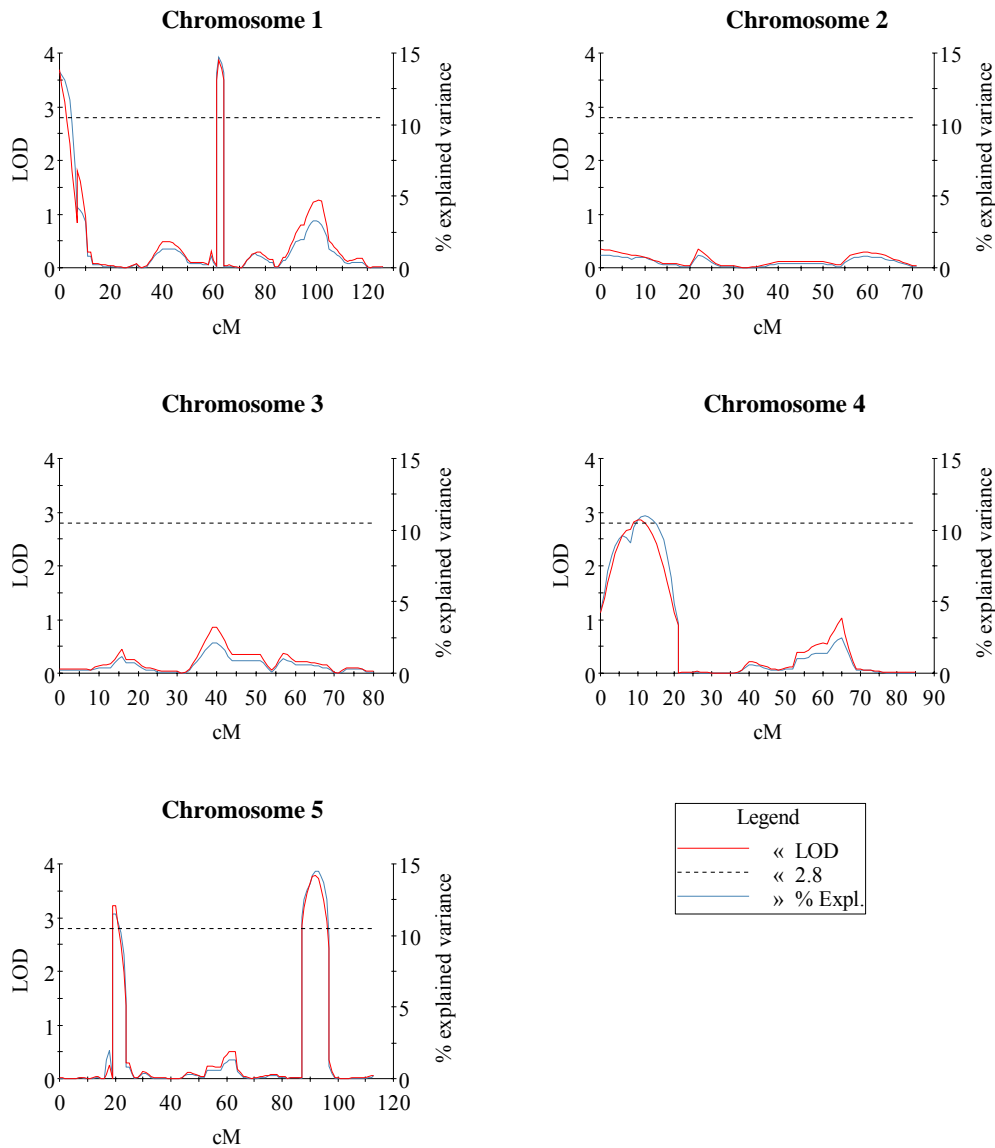 Chromosome 1
4
3
2
1
0
LOD
15
10
5
0
% explained variance
0 20 40 60 80 100 120
cM
Chromosome 2
4
3
2
1
0
LOD
15
10
5
0
% explained variance
0 10 20 30 40 50 60 70
cM
Chromosome 3
4
3
2
1
0
LOD
15
10
5
0
% explained variance
0 10 20 30 40 50 60 70 80
cM
Chromosome 4
4
3
2
1
0
LOD
15
10
5
0
% explained variance
0 10 20 30 40 50 60 70 80 90
cM
Chromosome 5
4
3
2
1
0
LOD
15
10
5
0
% explained variance
0 20 40 60 80 100 120
cM
Legend
« LOD
« 2.8
» % Expl.